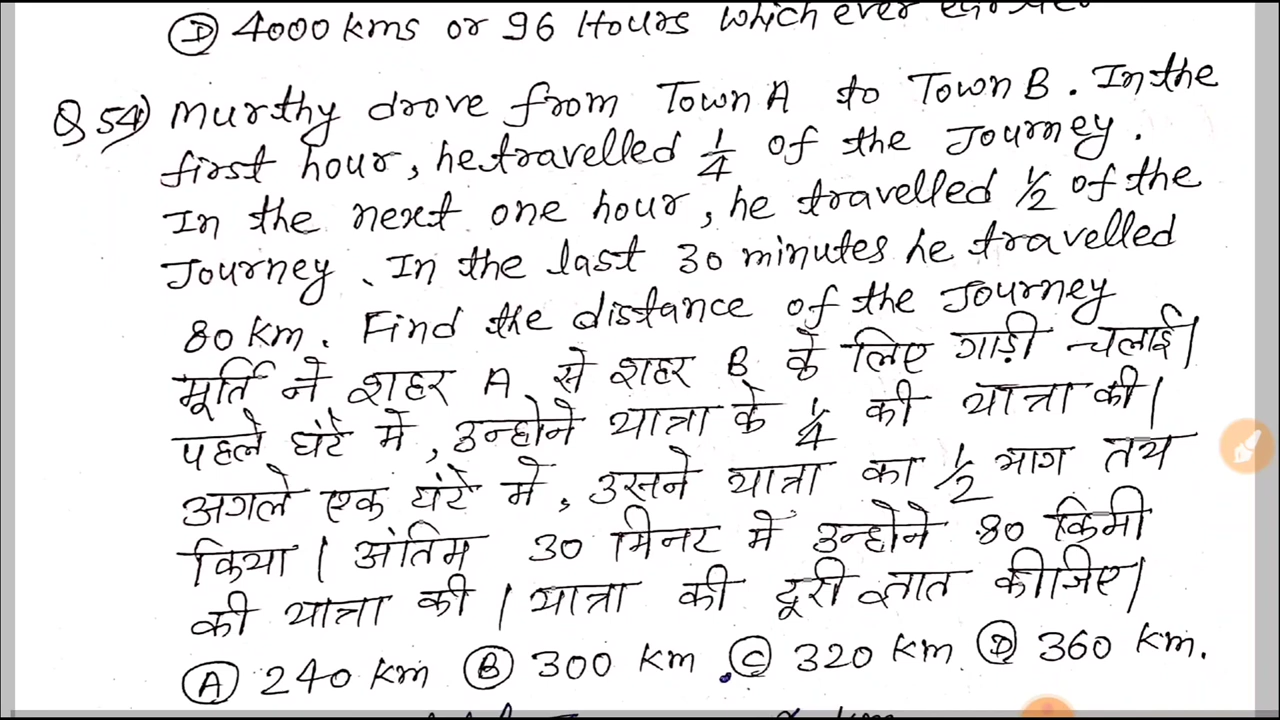 Ⓓ 4000 kms or 96 Hours which ever
Q 54) Murthy drove from Town A to Town B. In the
first hour, he travelled 1/4 of the Journey.
In the next one hour, he travelled 1/2 of the
Journey. In the last 30 minutes he travelled
80 km. Find the distance of the Journey
मूर्ति ने शहर A से शहर B के लिए गाड़ी चलाई।
पहले घंटे में, उन्होने यात्रा के 1/4 की यात्रा की।
अगले एक घंटे में, उसने यात्रा का 1/2 भाग तय
किया। अंतिम 30 मिनट में उन्होने 80 किमी
की यात्रा की। यात्रा की दूरी ज्ञात कीजिए।
Ⓐ 240 km Ⓑ 300 km Ⓒ 320 km Ⓓ 360 km.
km